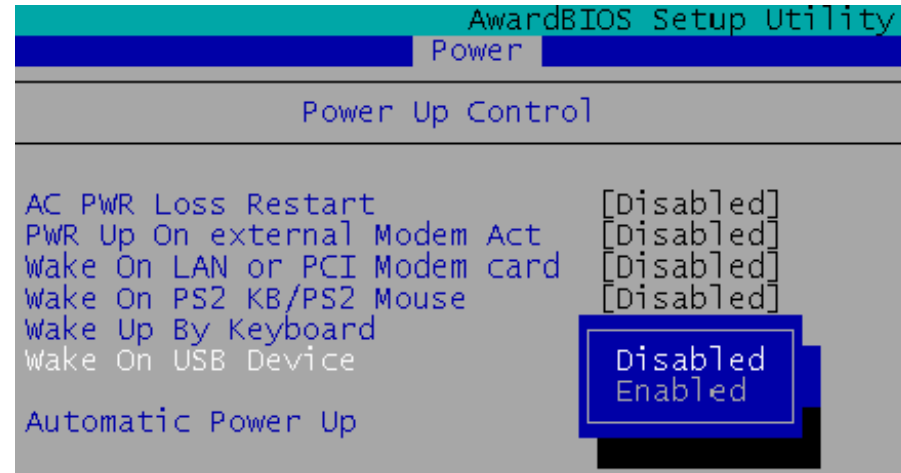 AwardBIOS Setup Utility
Power
Power Up Control
AC PWR Loss Restart [Disabled]
PWR Up On external Modem Act [Disabled]
Wake On LAN or PCI Modem card [Disabled]
Wake On PS2 KB/PS2 Mouse [Disabled]
Wake Up By Keyboard
Wake On USB Device Disabled
Enabled
Automatic Power Up